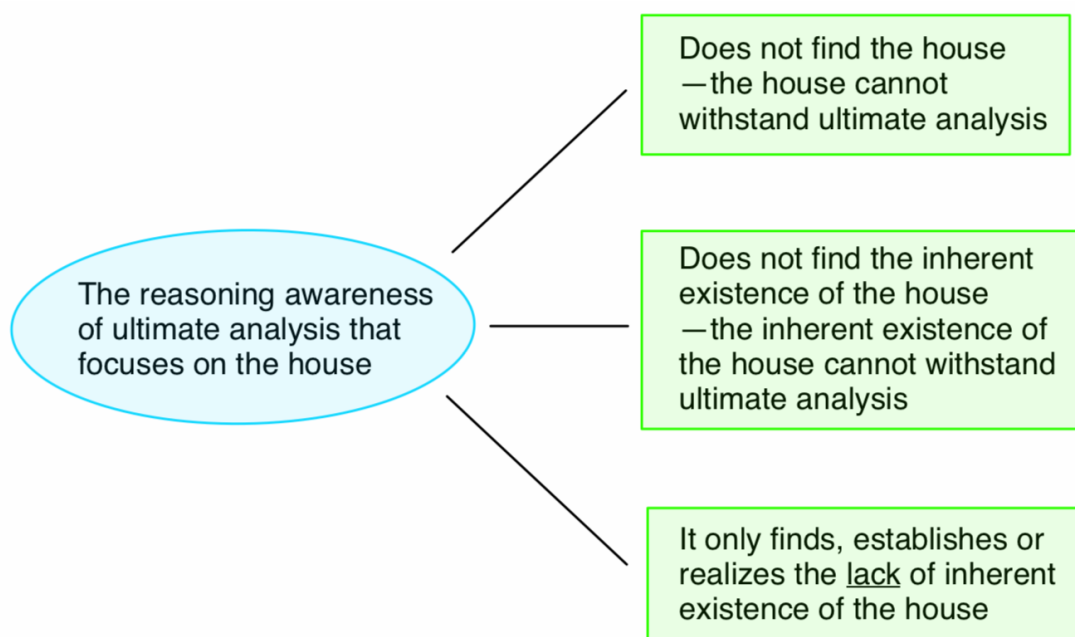 Does not find the house
—the house cannot
withstand ultimate analysis
The reasoning awareness
of ultimate analysis that
focuses on the house
Does not find the inherent
existence of the house
—the inherent existence of
the house cannot withstand
ultimate analysis
It only finds, establishes or
realizes the lack of inherent
existence of the house